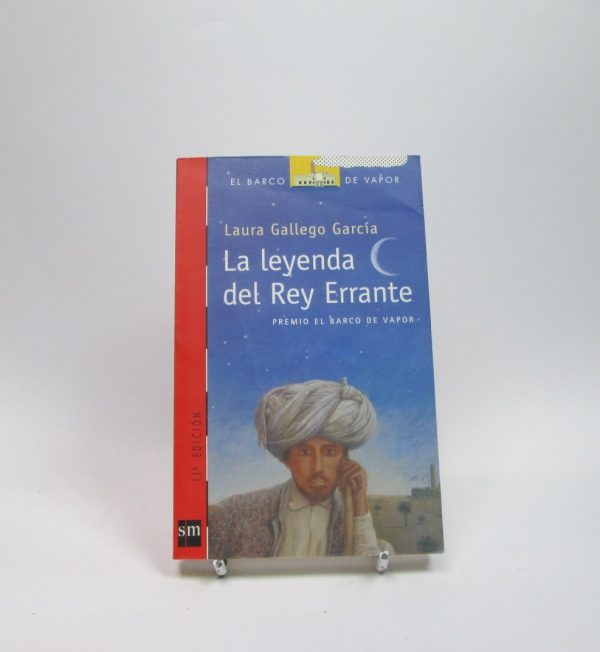 EL BARCO DE VAPOR
Laura Gallego García
La leyenda
del Rey Errante
PREMIO EL BARCO DE VAPOR
11ª EDICIÓN
sm